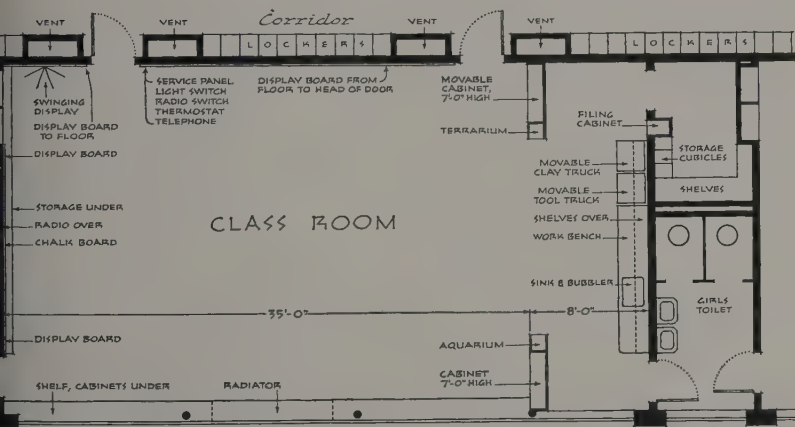 Corridor
VENT
VENT
VENT
VENT
LOCKERS
LOCKERS
SWINGING
DISPLAY
DISPLAY BOARD
TO FLOOR
DISPLAY BOARD
SERVICE PANEL
LIGHT SWITCH
RADIO SWITCH
THERMOSTAT
TELEPHONE
DISPLAY BOARD FROM
FLOOR TO HEAD OF DOOR
MOVABLE
CABINET,
7'-0" HIGH
TERRARIUM
FILING
CABINET
STORAGE
CUBICLES
SHELVES
MOVABLE
CLAY TRUCK
MOVABLE
TOOL TRUCK
SHELVES OVER
WORK BENCH
SINK & BUBBLER
STORAGE UNDER
RADIO OVER
CHALK BOARD
CLASS ROOM
GIRLS
TOILET
35'-0"
8'-0"
DISPLAY BOARD
AQUARIUM
CABINET
7'-0" HIGH
SHELF, CABINETS UNDER
RADIATOR